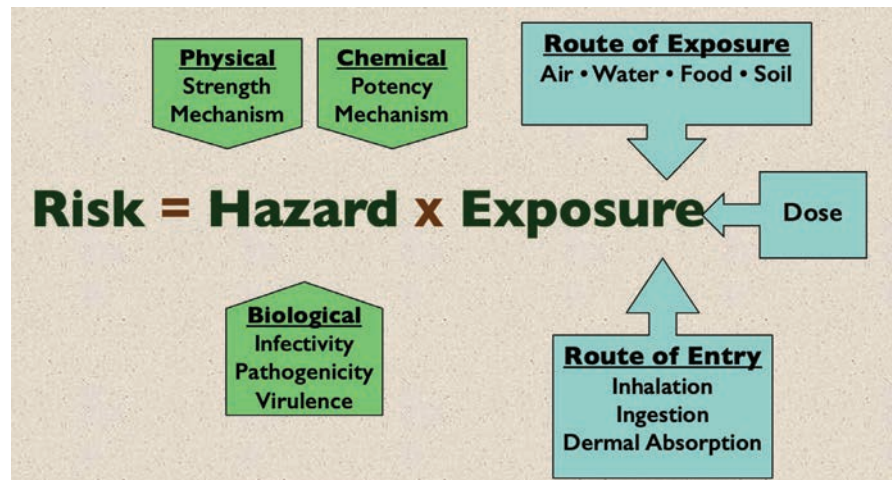 Physical
Strength
Mechanism
Chemical
Potency
Mechanism
Route of Exposure
Air • Water • Food • Soil
Risk = Hazard x Exposure
Dose
Biological
Infectivity
Pathogenicity
Virulence
Route of Entry
Inhalation
Ingestion
Dermal Absorption